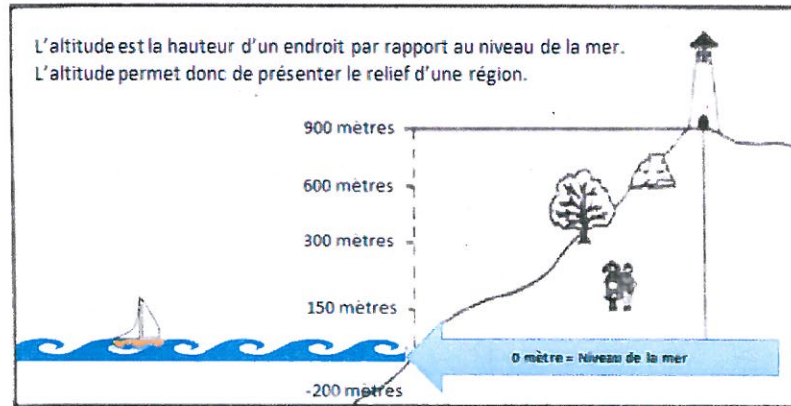 L'altitude est la hauteur d'un endroit par rapport au niveau de la mer.
L'altitude permet donc de présenter le relief d'une région.
900 mètres
600 mètres
300 mètres
150 mètres
0 mètre = Niveau de la mer
-200 mètres